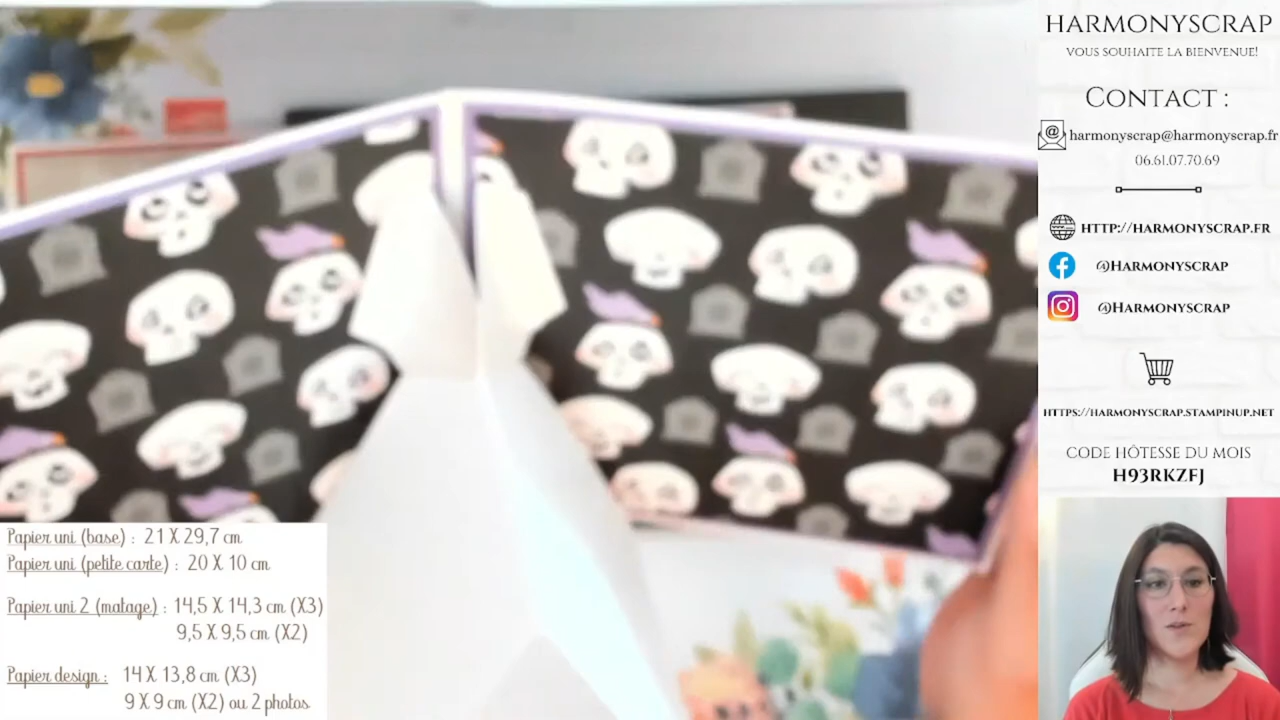 HARMONYSCRAP
VOUS SOUHAITE LA BIENVENUE!
CONTACT :
harmonyscrap@harmonyscrap.fr
06.61.07.70.69
HTTP://HARMONYSCRAP.FR
@HARMONYSCRAP
@HARMONYSCRAP
HTTPS://HARMONYSCRAP.STAMPINUP.NET
CODE HÔTESSE DU MOIS
H93RKZFJ
Papier uni (base) : 21 X 29,7 cm
Papier uni (petite carte) : 20 X 10 cm
Papier uni 2 (matage) : 14,5 X 14,3 cm (X3)
9,5 X 9,5 cm (X2)
Papier design : 14 X 13,8 cm (X3)
9 X 9 cm (X2) ou 2 photos